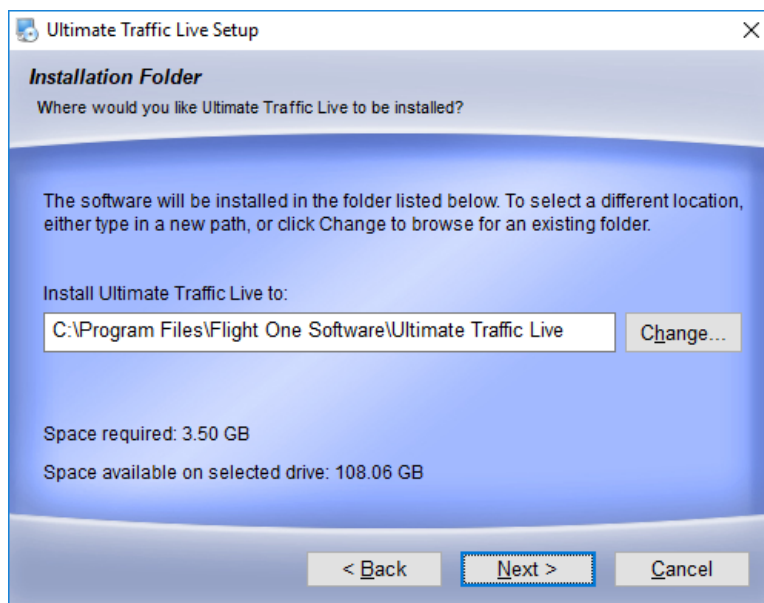 Ultimate Traffic Live Setup
Installation Folder
Where would you like Ultimate Traffic Live to be installed?
The software will be installed in the folder listed below. To select a different location,
either type in a new path, or click Change to browse for an existing folder.
Install Ultimate Traffic Live to:
C:\Program Files\Flight One Software\Ultimate Traffic Live
Change...
Space required: 3.50 GB
Space available on selected drive: 108.06 GB
< Back
Next >
Cancel